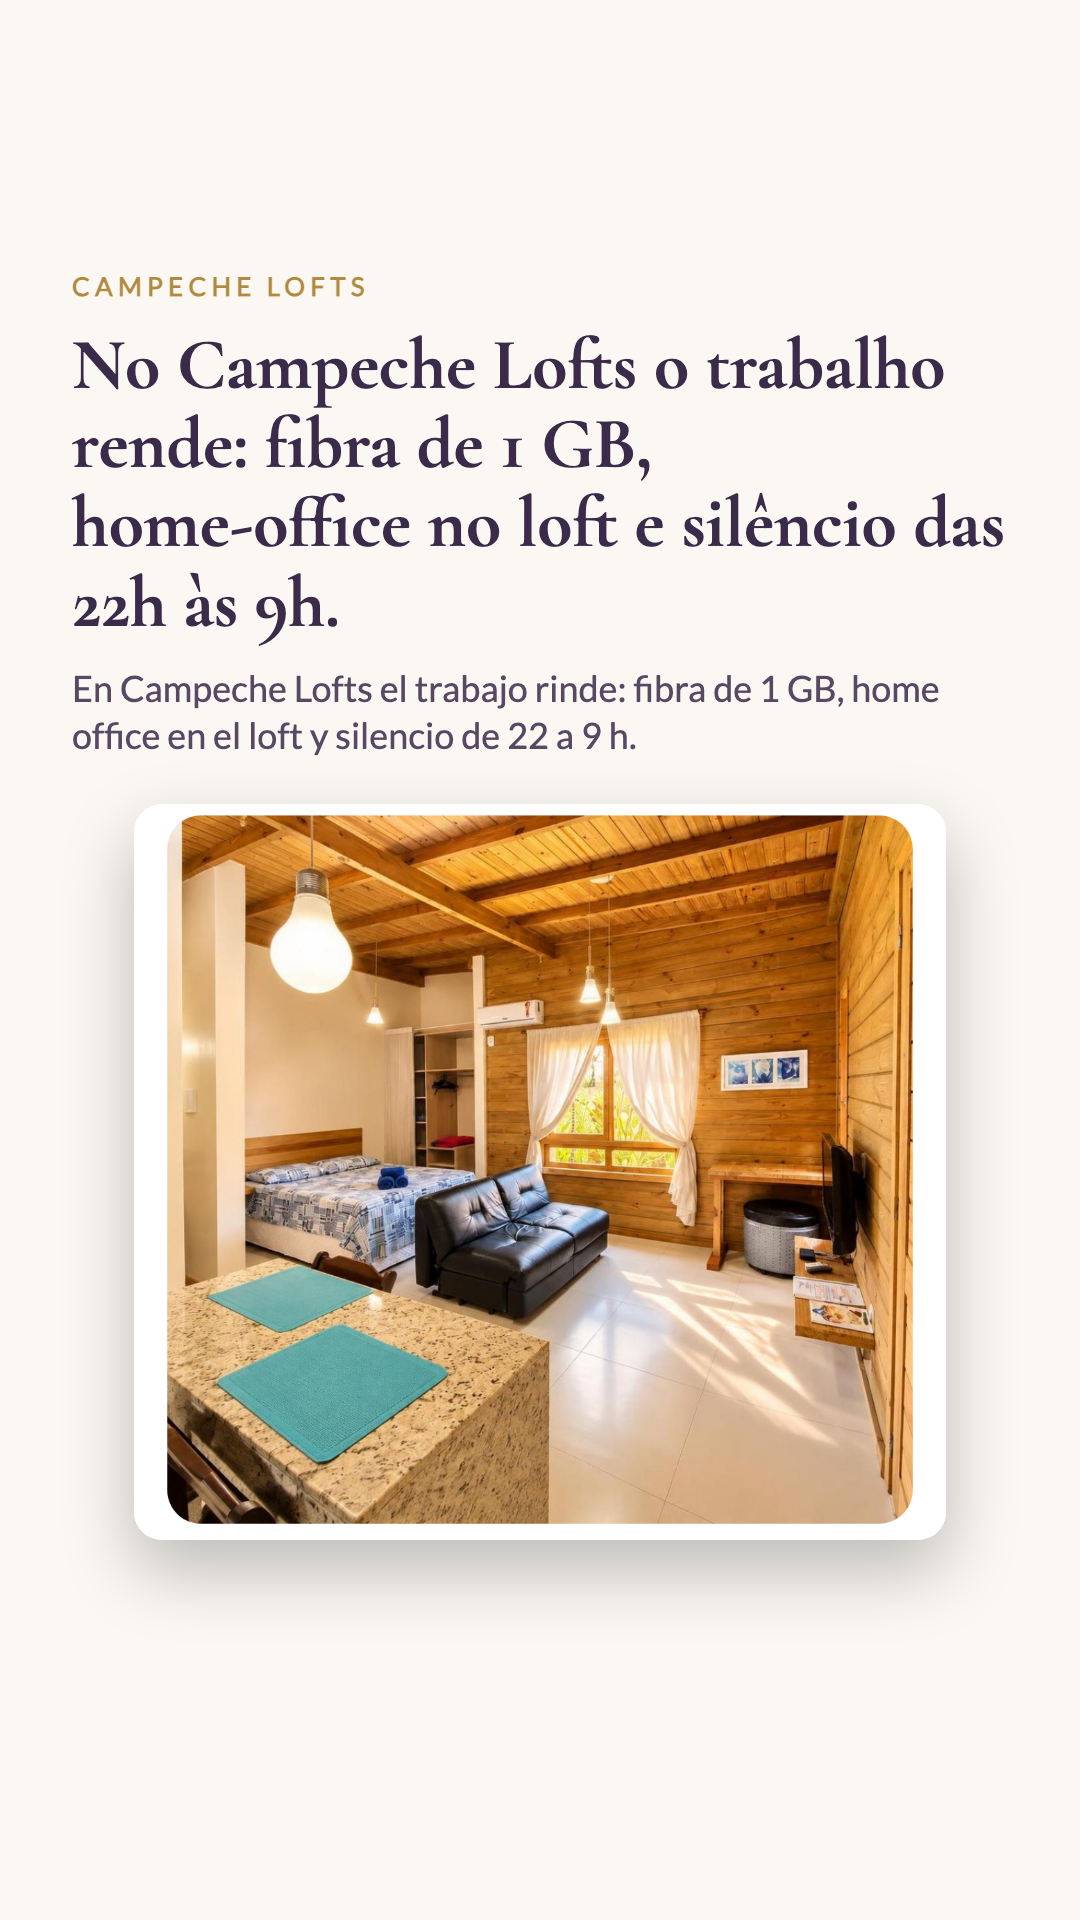 CAMPECHE LOFTS
No Campeche Lofts o trabalho
rende: fibra de 1 GB,
home-office no loft e silêncio das
22h às 9h.
En Campeche Lofts el trabajo rinde: fibra de 1 GB, home
office en el loft y silencio de 22 a 9 h.